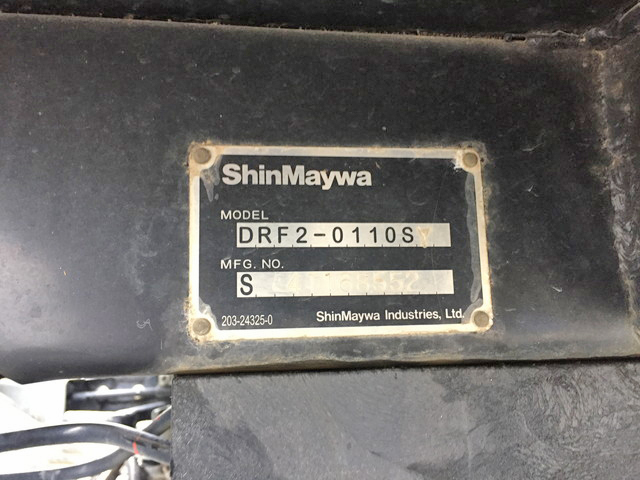 ShinMaywa
MODEL
DRF2-0110S
MFG. NO.
S
203-24325-0 ShinMaywa Industries, Ltd.